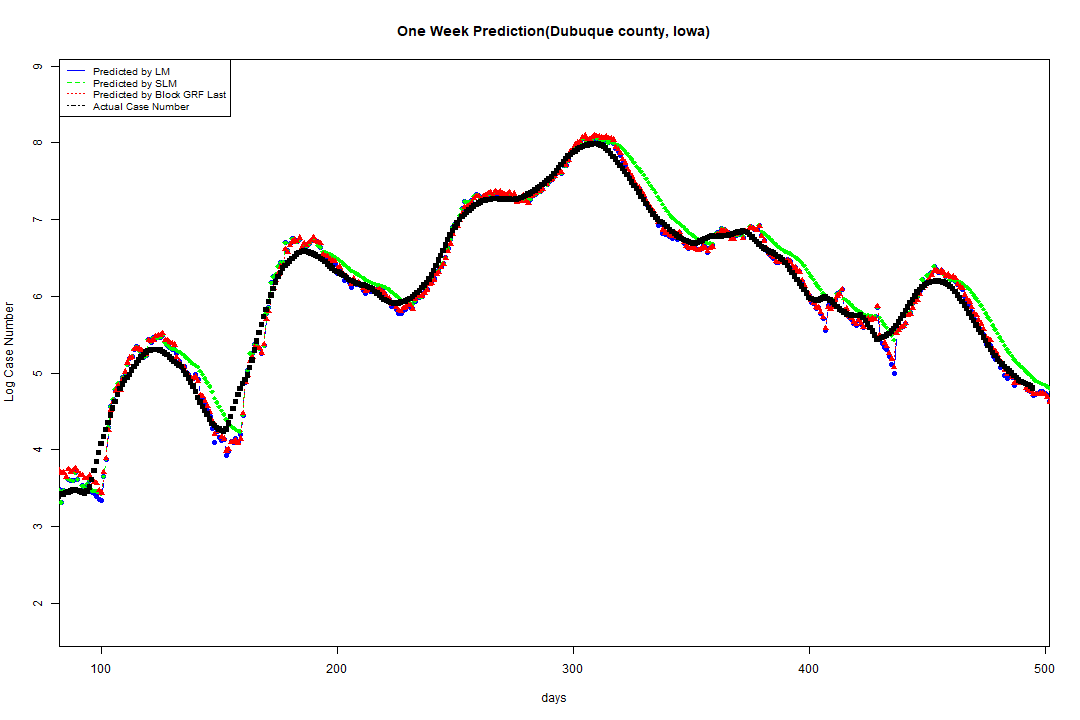 One Week Prediction(Dubuque county, Iowa)
Predicted by LM
Predicted by SLM
Predicted by Block GRF Last
Actual Case Number
9
8
7
6
5
4
3
2
Log Case Number
100
200
300
400
500
days